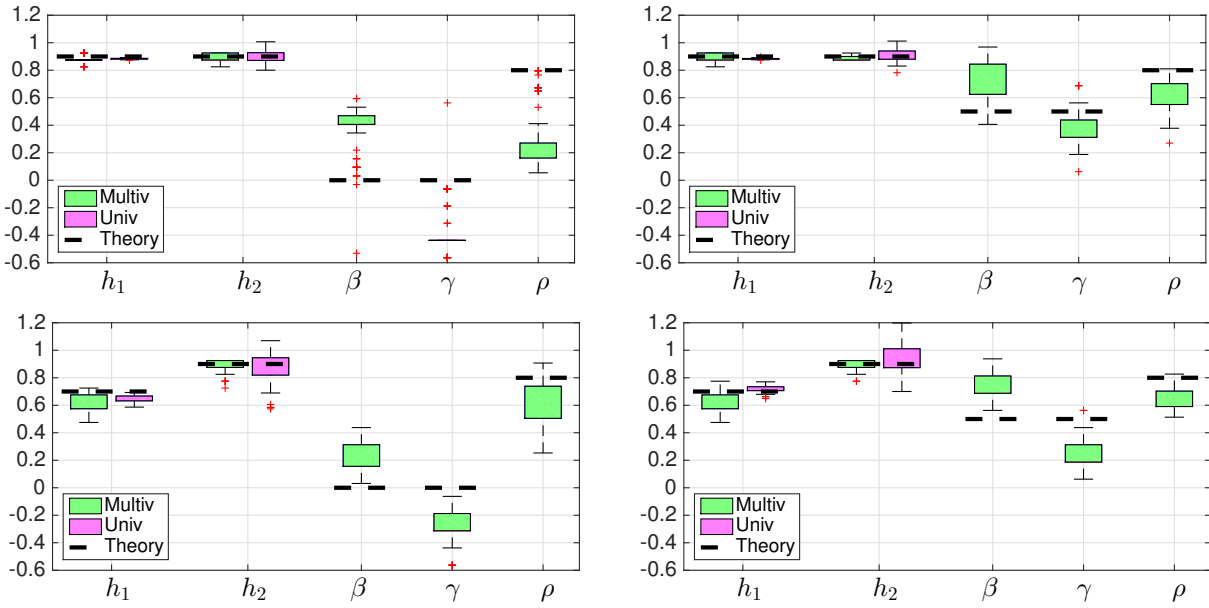 1.2
1
0.8
0.6
0.4
0.2
0
-0.2
-0.4
-0.6
Multiv
Univ
Theory
h₁ h₂ β γ ρ
1.2
1
0.8
0.6
0.4
0.2
0
-0.2
-0.4
-0.6
Multiv
Univ
Theory
h₁ h₂ β γ ρ
1.2
1
0.8
0.6
0.4
0.2
0
-0.2
-0.4
-0.6
Multiv
Univ
Theory
h₁ h₂ β γ ρ
1.2
1
0.8
0.6
0.4
0.2
0
-0.2
-0.4
-0.6
Multiv
Univ
Theory
h₁ h₂ β γ ρ